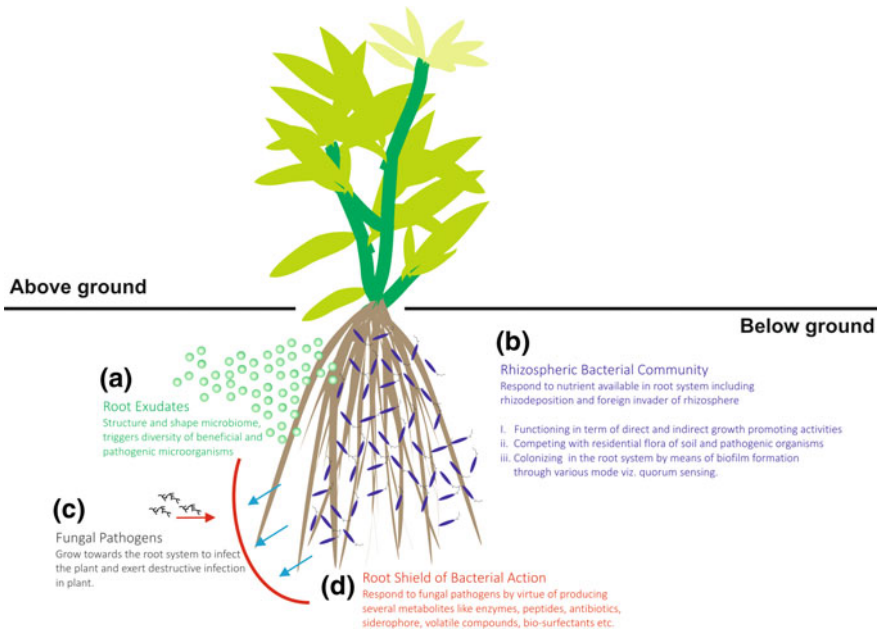 Above ground
Below ground
(a)
Root Exudates
Structure and shape microbiome,
triggers diversity of beneficial and
pathogenic microorganisms
(b)
Rhizospheric Bacterial Community
Respond to nutrient available in root system including
rhizodeposition and foreign invader of rhizosphere
I. Functioning in term of direct and indirect growth promoting activities
ii. Competing with residential flora of soil and pathogenic organisms
iii. Colonizing in the root system by means of biofilm formation
through various mode viz. quorum sensing.
(c)
Fungal Pathogens
Grow towards the root system to infect
the plant and exert destructive infection
in plant.
(d)
Root Shield of Bacterial Action
Respond to fungal pathogens by virtue of producing
several metabolites like enzymes, peptides, antibiotics,
siderophore, volatile compounds, bio-surfectants etc.